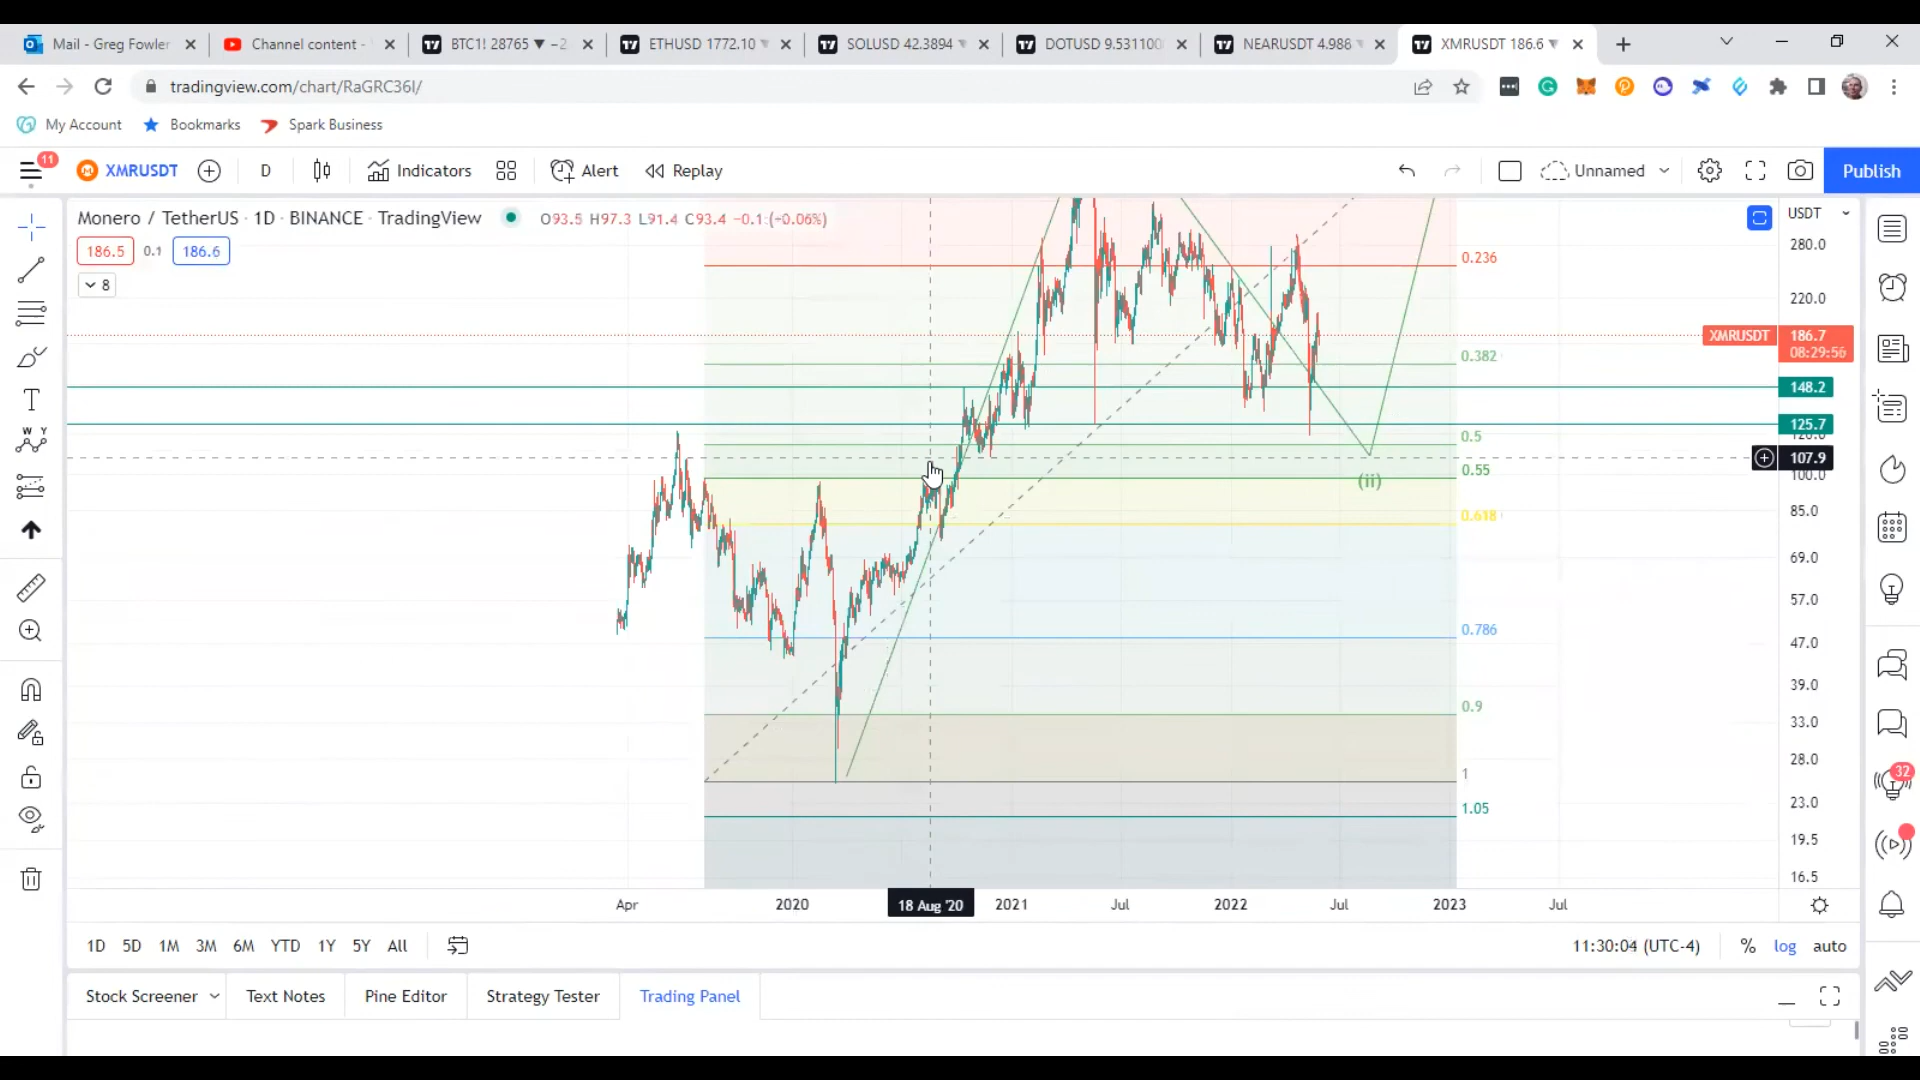 Mail - Greg Fowler
Channel content -
BTC1! 28765 ▼ −2
ETHUSD 1772.10 ▼
SOLUSD 42.3894 ▼
DOTUSD 9.531100
NEARUSDT 4.988
XMRUSDT 186.6 ▼
tradingview.com/chart/RaGRC36I/
My Account
Bookmarks
Spark Business
11
XMRUSDT
D
Indicators
Alert
Replay
Unnamed
Publish
Monero / TetherUS · 1D · BINANCE · TradingView
O93.5 H97.3 L91.4 C93.4 −0.1 (−0.06%)
USDT
186.5
0.1
186.6
8
280.0
0.236
220.0
XMRUSDT
186.7
08:29:56
0.382
148.2
125.7
0.5
107.9
0.55
100.0
(ii)
85.0
0.618
69.0
57.0
0.786
47.0
39.0
0.9
33.0
28.0
1
32
23.0
1.05
19.5
16.5
Apr
2020
18 Aug '20
2021
Jul
2022
Jul
2023
Jul
1D
5D
1M
3M
6M
YTD
1Y
5Y
All
11:30:04 (UTC-4)
%
log
auto
Stock Screener
Text Notes
Pine Editor
Strategy Tester
Trading Panel